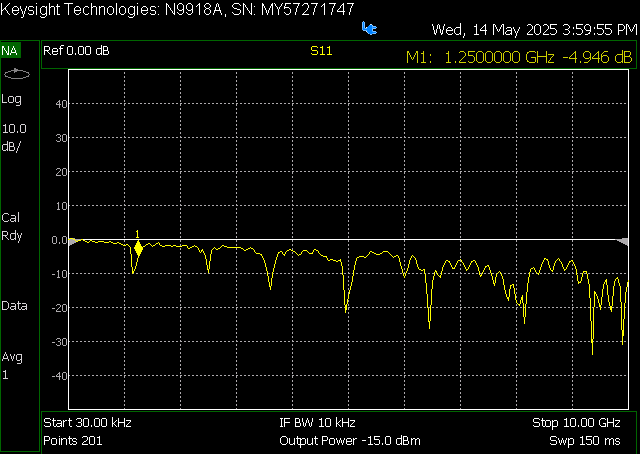 Keysight Technologies: N9918A, SN: MY57271747
Wed, 14 May 2025 3:59:55 PM
NA
Ref 0.00 dB
S11
M1: 1.2500000 GHz -4.946 dB
Log
10.0
dB/
Cal
Rdy
Data
Avg
1
40
30
20
10
0.0
-10
-20
-30
-40
1
Start 30.00 kHz
IF BW 10 kHz
Stop 10.00 GHz
Points 201
Output Power -15.0 dBm
Swp 150 ms